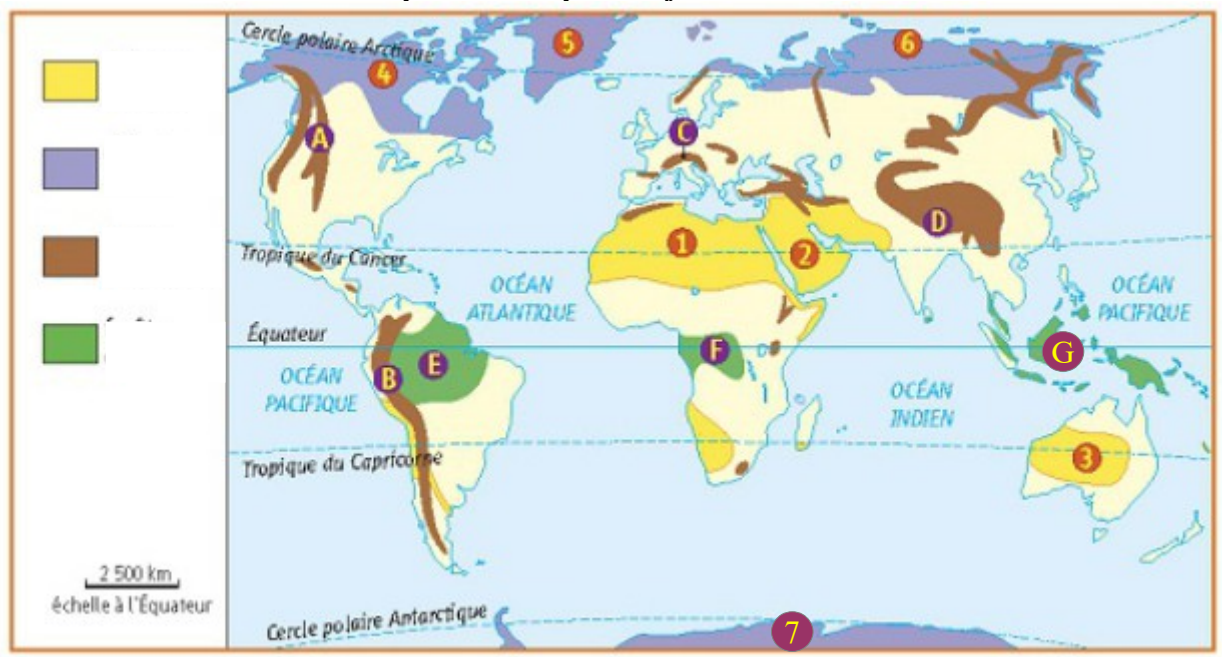 Cercle polaire Arctique
5
6
4
A
C
D
1
2
Tropique du Cancer
OCÉAN
ATLANTIQUE
OCÉAN
PACIFIQUE
Équateur
E
F
G
B
OCÉAN
PACIFIQUE
OCÉAN
INDIEN
3
Tropique du Capricorne
2 500 km
échelle à l'Équateur
Cercle polaire Antarctique
7